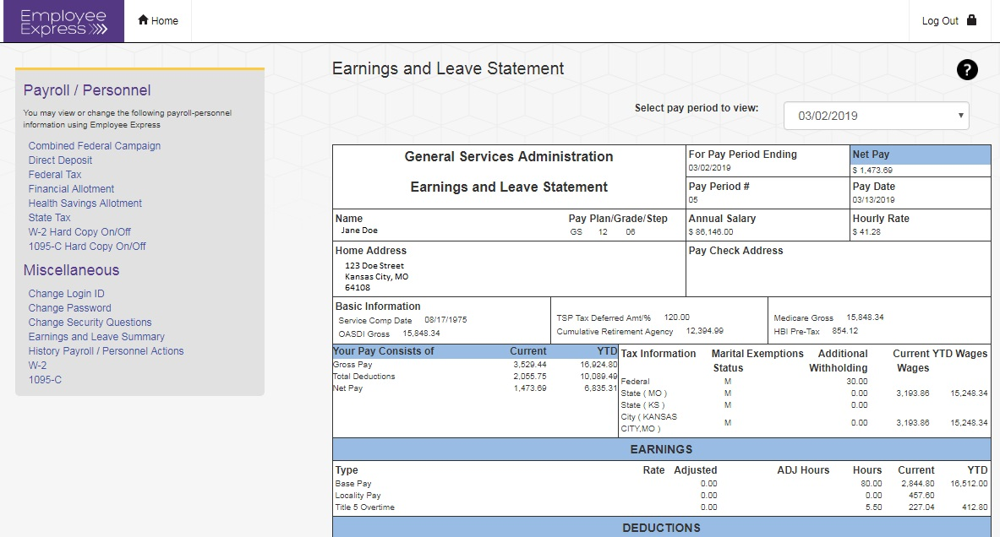 Employee
Express
Home
Log Out
Payroll / Personnel
You may view or change the following payroll-personnel
information using Employee Express
Combined Federal Campaign
Direct Deposit
Federal Tax
Financial Allotment
Health Savings Allotment
State Tax
W-2 Hard Copy On/Off
1095-C Hard Copy On/Off
Miscellaneous
Change Login ID
Change Password
Change Security Questions
Earnings and Leave Summary
History Payroll / Personnel Actions
W-2
1095-C
Earnings and Leave Statement
?
Select pay period to view: 03/02/2019
General Services Administration
Earnings and Leave Statement
For Pay Period Ending
03/02/2019
Net Pay
$ 1,473.69
Pay Period #
05
Pay Date
03/13/2019
Name
Jane Doe
Pay Plan/Grade/Step
GS 12 06
Annual Salary
$ 86,146.00
Hourly Rate
$ 41.28
Home Address
123 Doe Street
Kansas City, MO
64108
Pay Check Address
Basic Information
Service Comp Date 08/17/1975
OASDI Gross 15,848.34
TSP Tax Deferred Amt/% 120.00
Cumulative Retirement Agency 12,394.99
Medicare Gross 15,848.34
HBI Pre-Tax 854.12
Your Pay Consists of Current YTD
Gross Pay 3,529.44 16,924.80
Total Deductions 2,055.75 10,089.49
Net Pay 1,473.69 6,835.31
Tax Information Marital Exemptions Additional Current YTD Wages
Status Withholding Wages
Federal M 30.00
State ( MO ) M 0.00 3,193.86 15,248.34
State ( KS ) M 0.00
City ( KANSAS
CITY,MO ) M 0.00 3,193.86 15,248.34
EARNINGS
Type Rate Adjusted ADJ Hours Hours Current YTD
Base Pay 0.00 80.00 2,844.80 16,512.00
Locality Pay 0.00 0.00 457.60
Title 5 Overtime 0.00 5.50 227.04 412.80
DEDUCTIONS